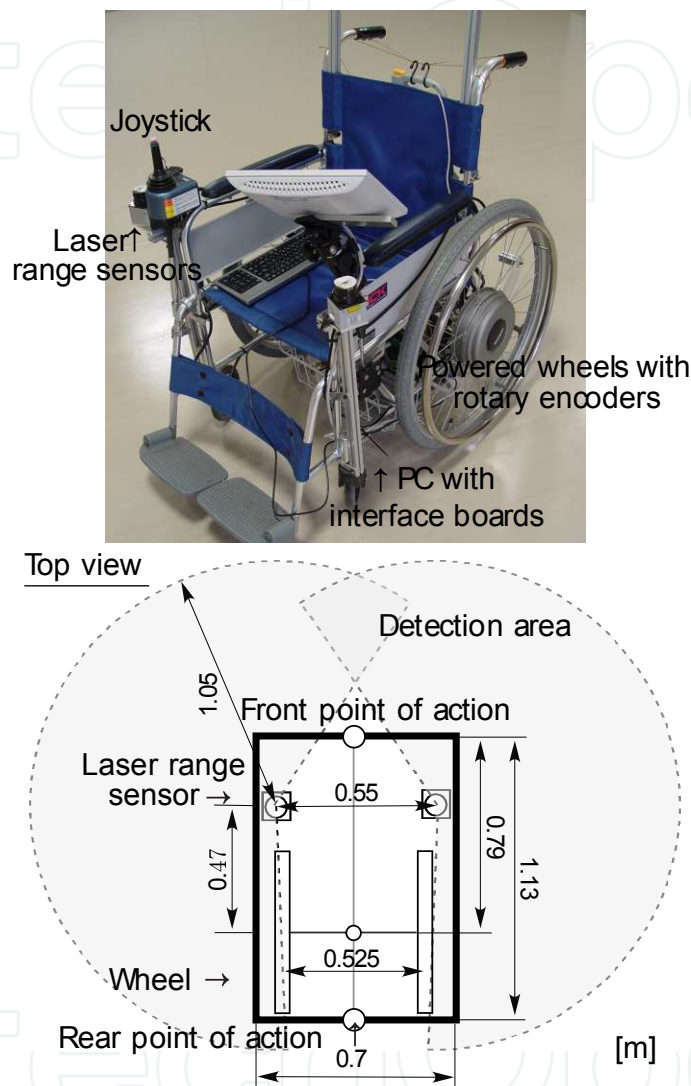 Joystick
Laser↑
range sensors
Powered wheels with
rotary encoders
↑ PC with
interface boards
Top view
Detection area
1.05
Front point of action
Laser range
sensor →
0.55
0.79
1.13
0.47
0.525
Wheel →
Rear point of action
0.7
[m]